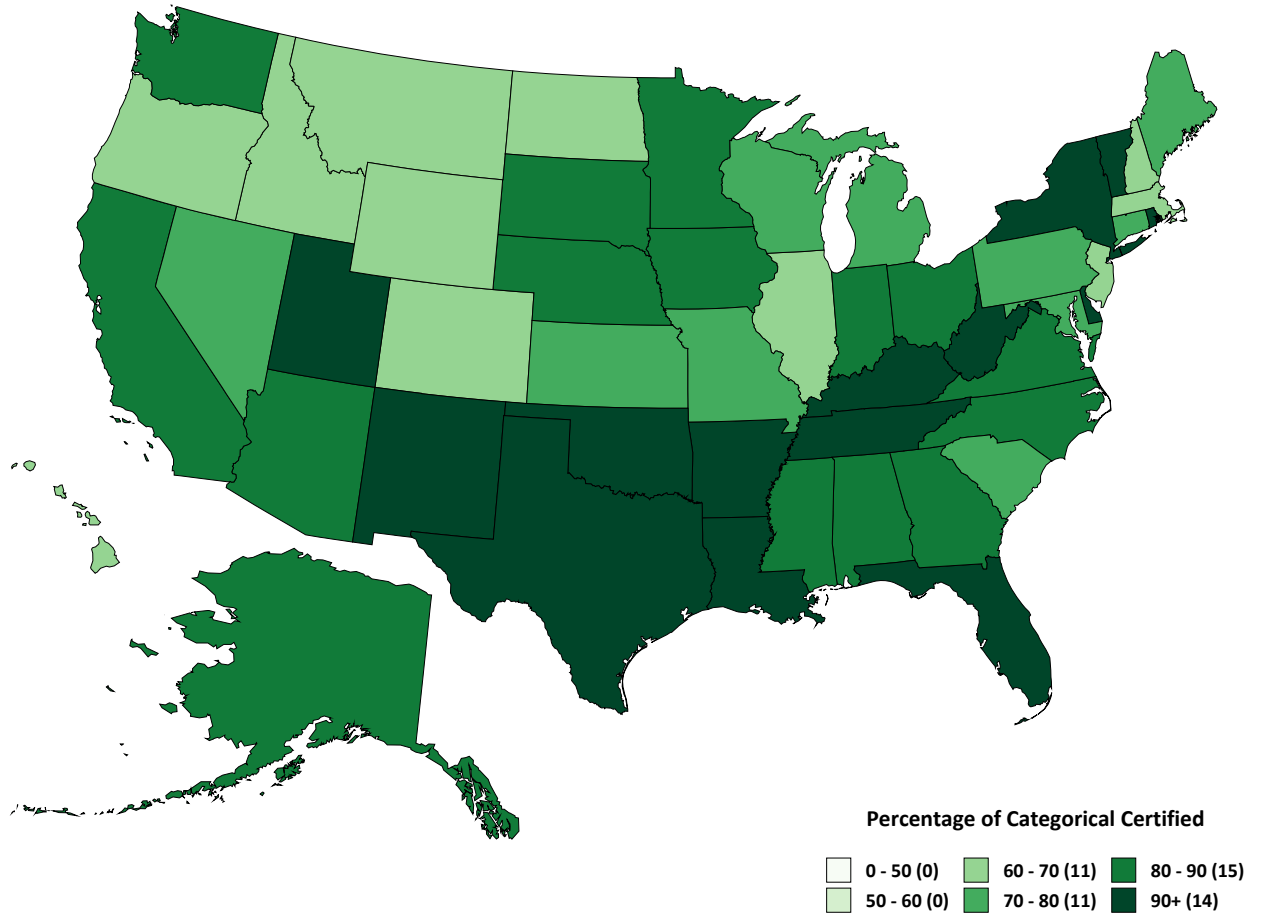 Percentage of Categorical Certified
0 - 50 (0) 60 - 70 (11) 80 - 90 (15)
50 - 60 (0) 70 - 80 (11) 90+ (14)